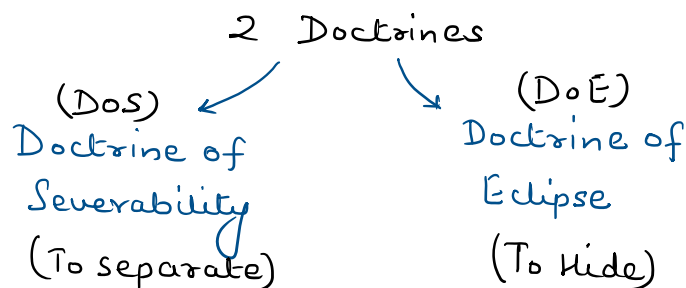 2 Doctrines
(DoS)
Doctrine of
Severability
(To separate)
(DoE)
Doctrine of
Eclipse
(To Hide)